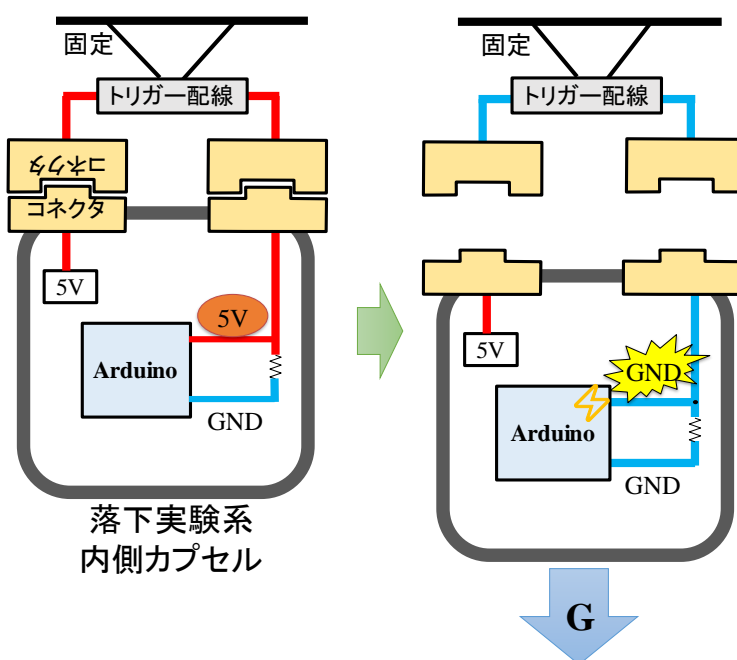 固定
トリガー配線
コネクタ
コネクタ
5V
5V
Arduino
GND
落下実験系
内側カプセル
固定
トリガー配線
5V
GND
Arduino
GND
G